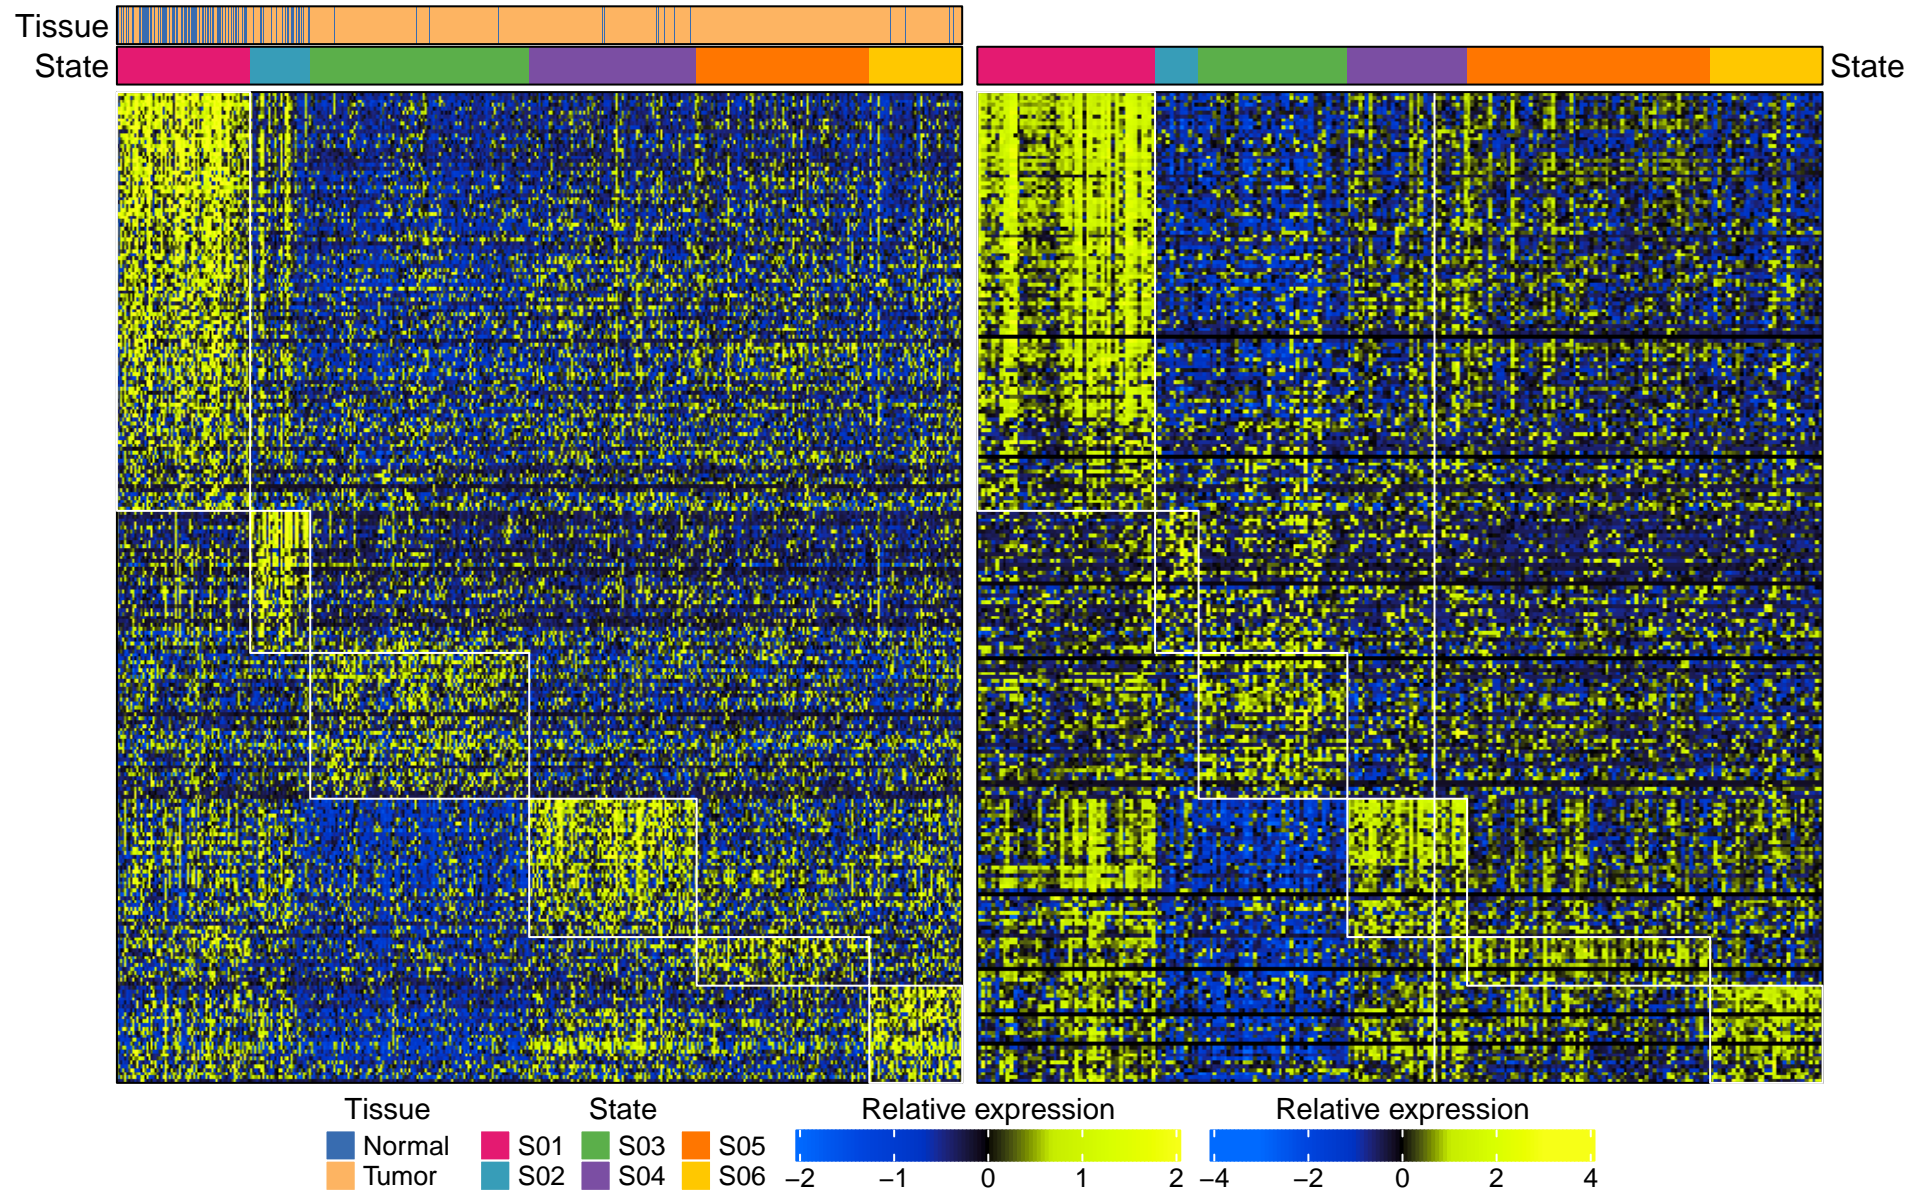 Tissue
State
State
Tissue
State
Relative expression
Relative expression
Normal
S01
S03
S05
Tumor
S02
S04
S06
−2
−1
0
1
2
−4
−2
0
2
4